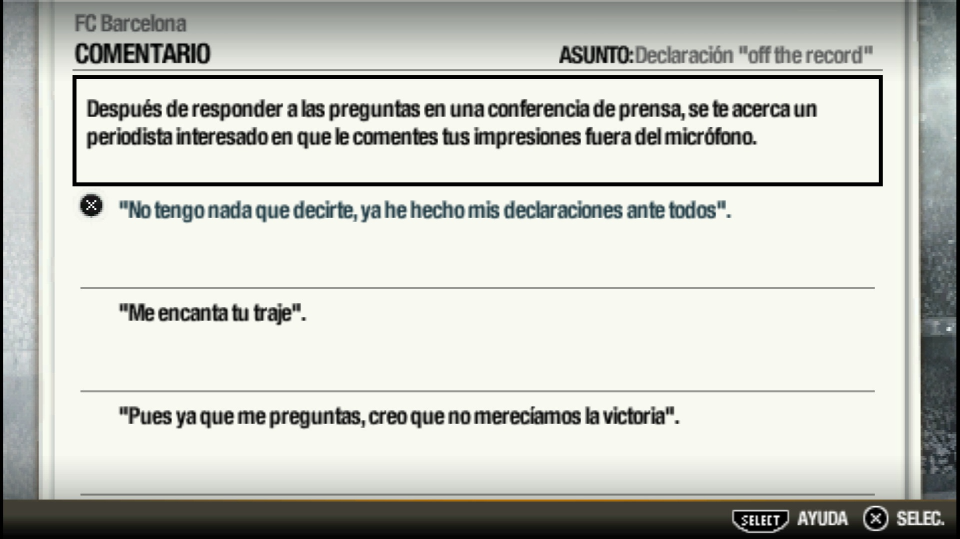 FC Barcelona
COMENTARIO
ASUNTO: Declaración "off the record"
Después de responder a las preguntas en una conferencia de prensa, se te acerca un
periodista interesado en que le comentes tus impresiones fuera del micrófono.
"No tengo nada que decirte, ya he hecho mis declaraciones ante todos".
"Me encanta tu traje".
"Pues ya que me preguntas, creo que no merecíamos la victoria".
SELECT AYUDA SELEC.